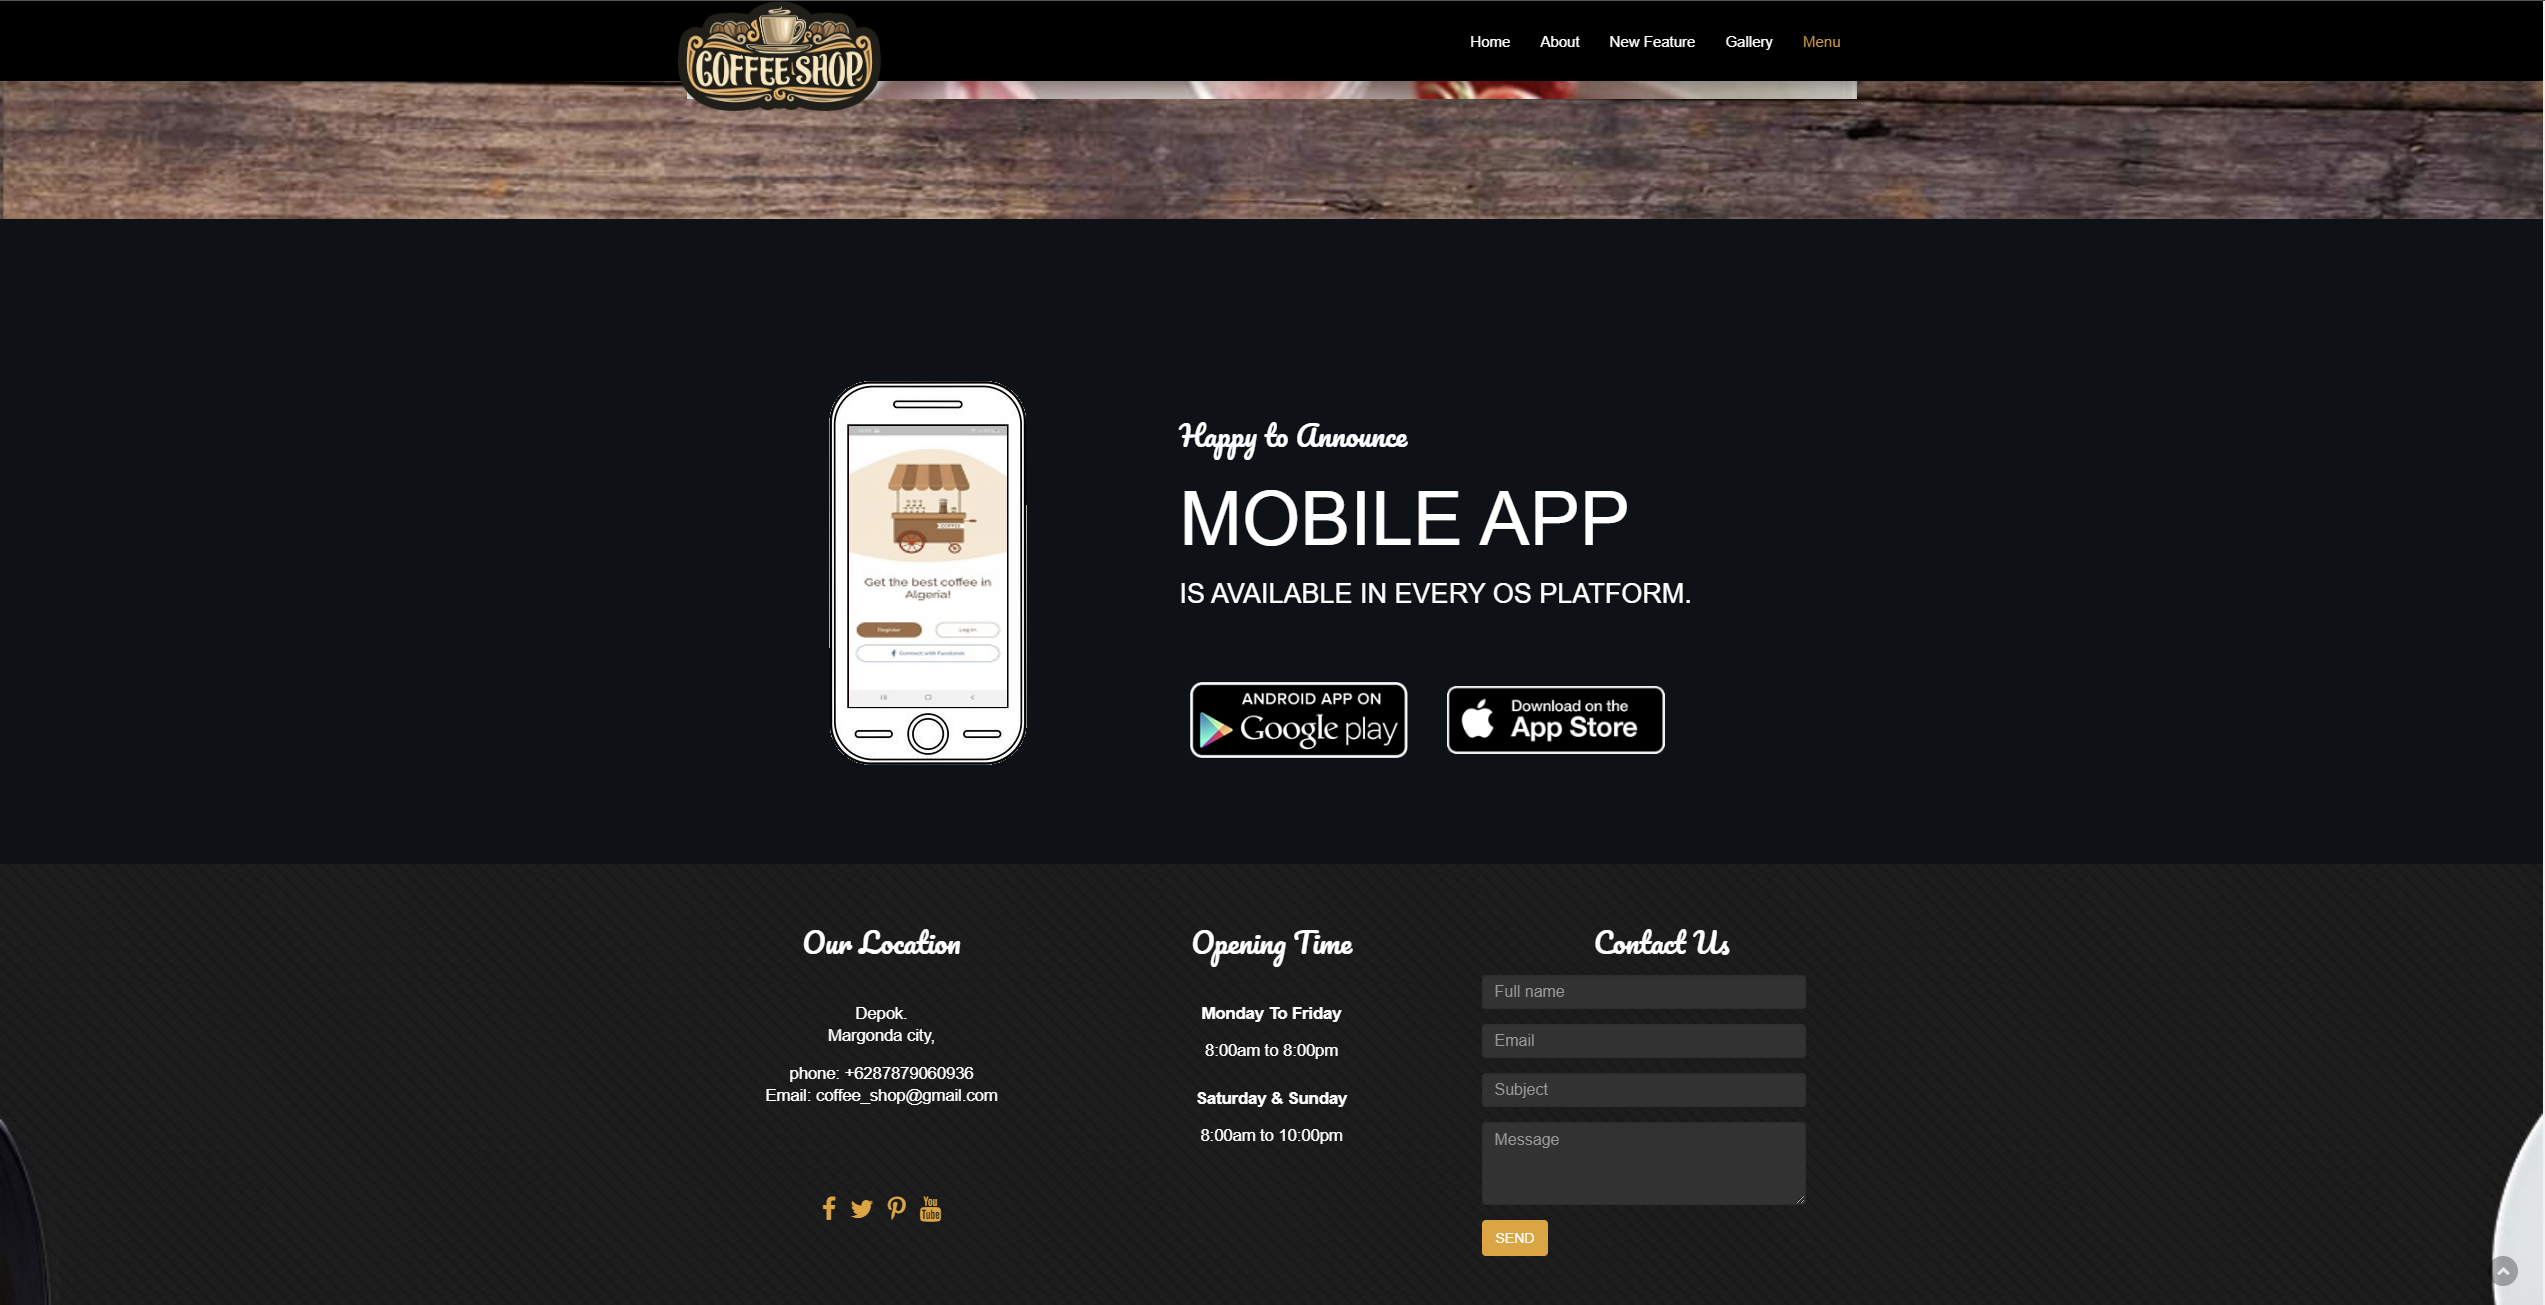 COFFEE SHOP
Home About New Feature Gallery Menu
Happy to Announce
MOBILE APP
IS AVAILABLE IN EVERY OS PLATFORM.
COFFEE
Get the best coffee in
Algeria!
Register Log In
Connect with Facebook
ANDROID APP ON
Google play
Download on the
App Store
Our Location
Depok.
Margonda city,
phone: +6287879060936
Email: coffee_shop@gmail.com
You
Tube
Opening Time
Monday To Friday
8:00am to 8:00pm
Saturday & Sunday
8:00am to 10:00pm
Contact Us
Full name
Email
Subject
Message
SEND